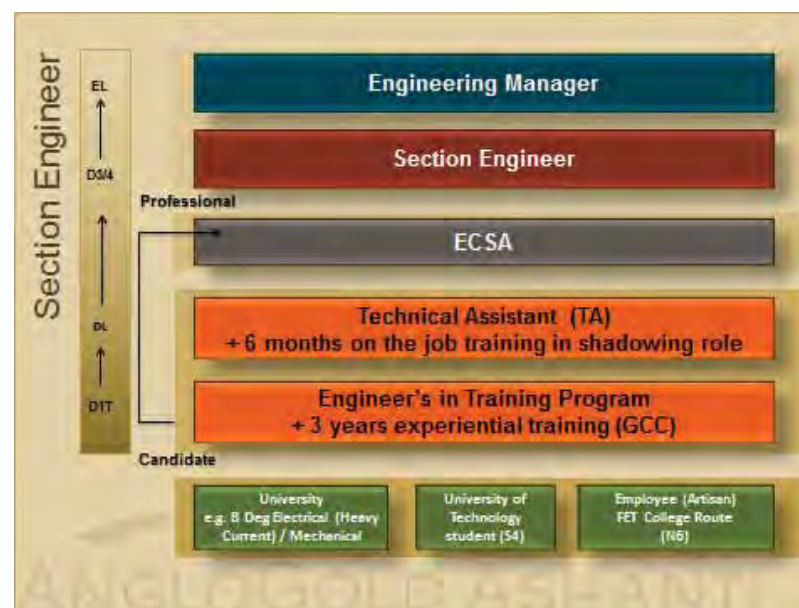 Section Engineer
EL
D3/4
DL
D1T
Engineering Manager
Section Engineer
Professional
ECSA
Technical Assistant (TA)
+ 6 months on the job training in shadowing role
Engineer's in Training Program
+ 3 years experiential training (GCC)
Candidate
University
e.g. B Deg Electrical (Heavy
Current) / Mechenical
University of
Technology
student (S4)
Employee (Artisan)
FET College Route
(N6)
ANGLOGOLD ASHANTI